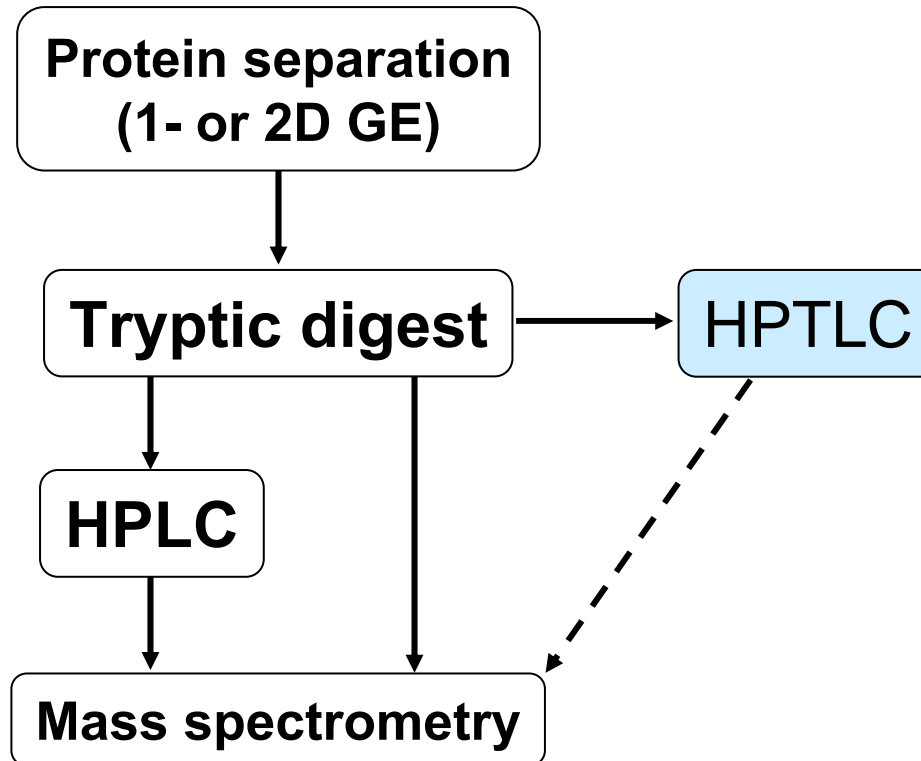 Protein separation
(1- or 2D GE)
Tryptic digest
HPTLC
HPLC
Mass spectrometry